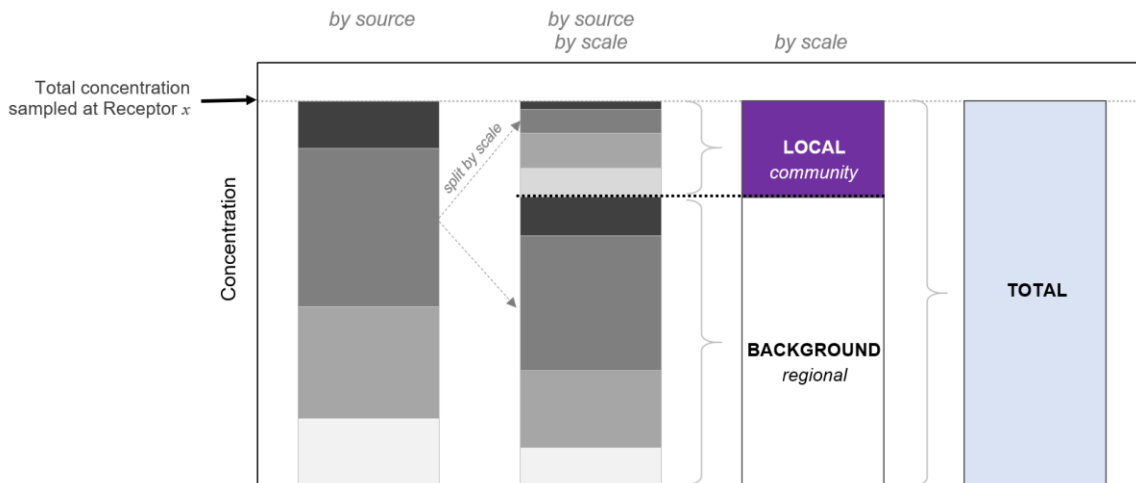 by source
by source
by scale
by scale
Total concentration
sampled at Receptor x
Concentration
split by scale
LOCAL
community
BACKGROUND
regional
TOTAL